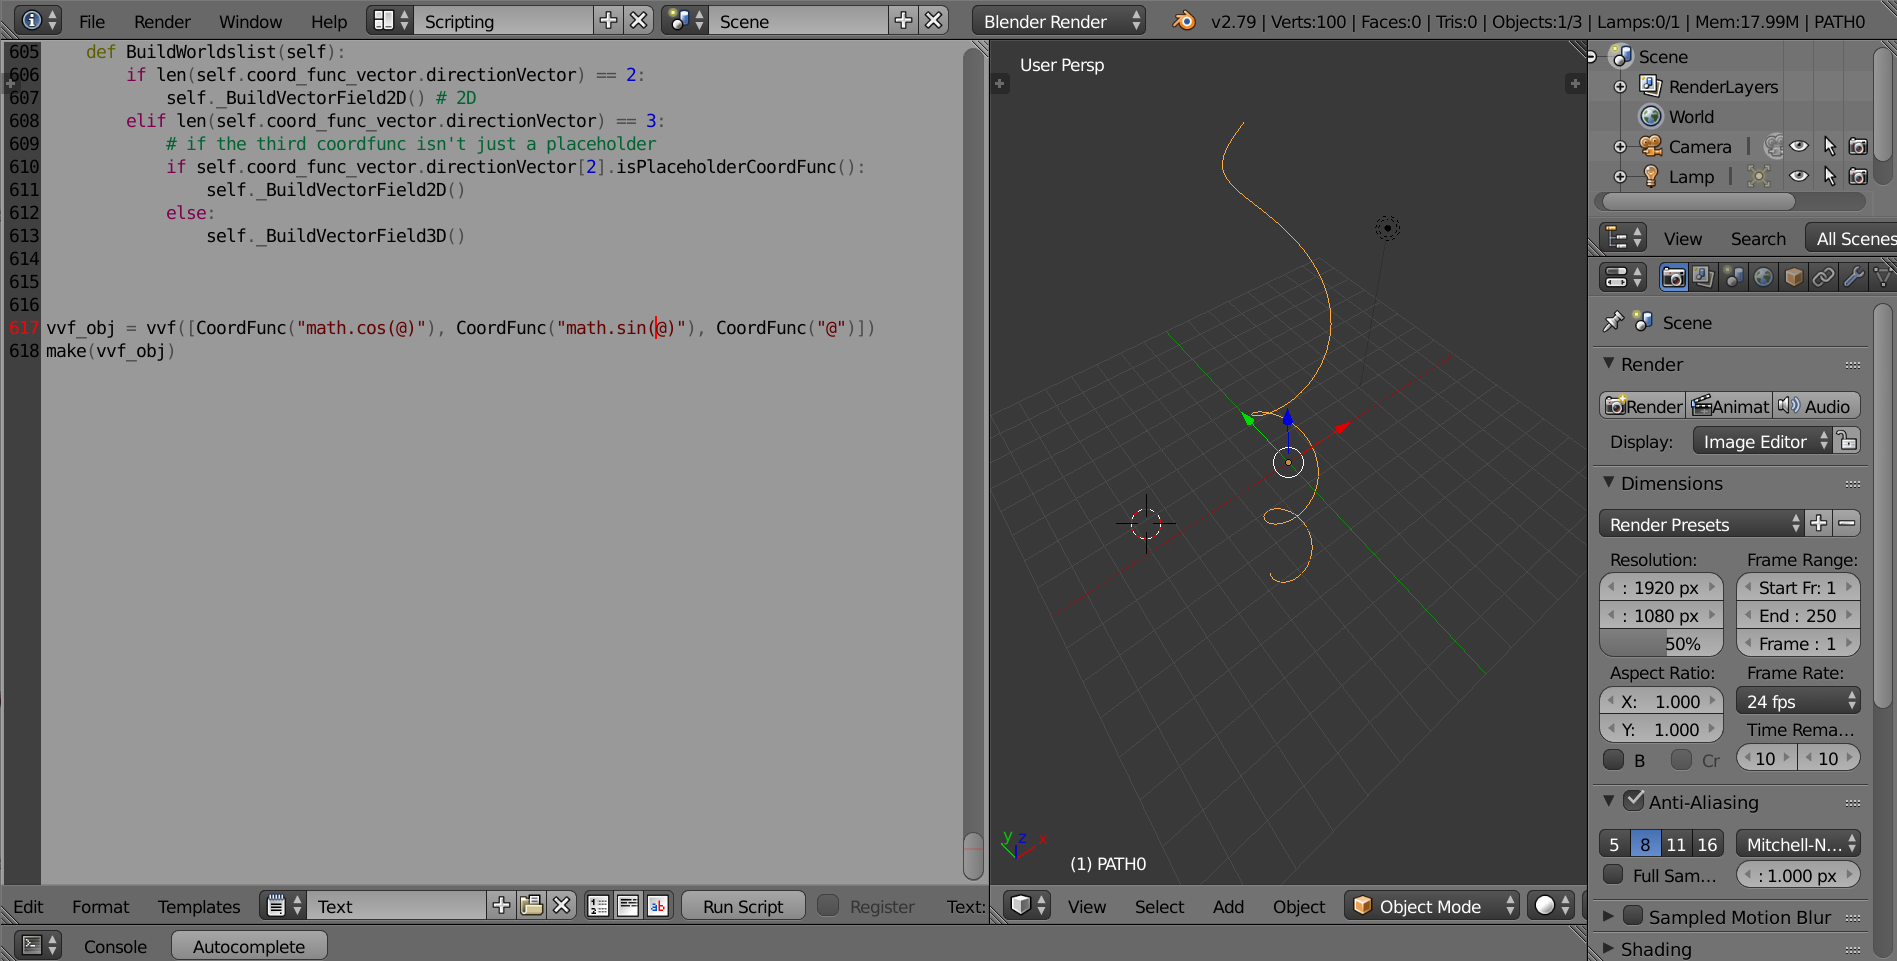 File Render Window Help Scripting Scene Blender Render v2.79 | Verts:100 | Faces:0 | Tris:0 | Objects:1/3 | Lamps:0/1 | Mem:17.99M | PATH0
605     def BuildWorldslist(self):
606         if len(self.coord_func_vector.directionVector) == 2:
607             self._BuildVectorField2D() # 2D
608         elif len(self.coord_func_vector.directionVector) == 3:
609             # if the third coordfunc isn't just a placeholder
610             if self.coord_func_vector.directionVector[2].isPlaceholderCoordFunc():
611                 self._BuildVectorField2D()
612             else:
613                 self._BuildVectorField3D()
614
615
616
617 vvf_obj = vvf([CoordFunc("math.cos(@)"), CoordFunc("math.sin(@)"), CoordFunc("@")])
618 make(vvf_obj)
Edit Format Templates Text Run Script Register Text:
Console Autocomplete
User Persp
y z x
(1) PATH0
View Select Add Object Object Mode
Scene
RenderLayers
World
Camera
Lamp
View Search All Scenes
Scene
Render
Render Animat Audio
Display: Image Editor
Dimensions
Render Presets
Resolution: Frame Range:
: 1920 px Start Fr: 1
: 1080 px End : 250
50% Frame : 1
Aspect Ratio: Frame Rate:
X: 1.000 24 fps
Y: 1.000 Time Rema...
B Cr 10 10
Anti-Aliasing
5 8 11 16 Mitchell-N...
Full Sam... : 1.000 px
Sampled Motion Blur
Shading